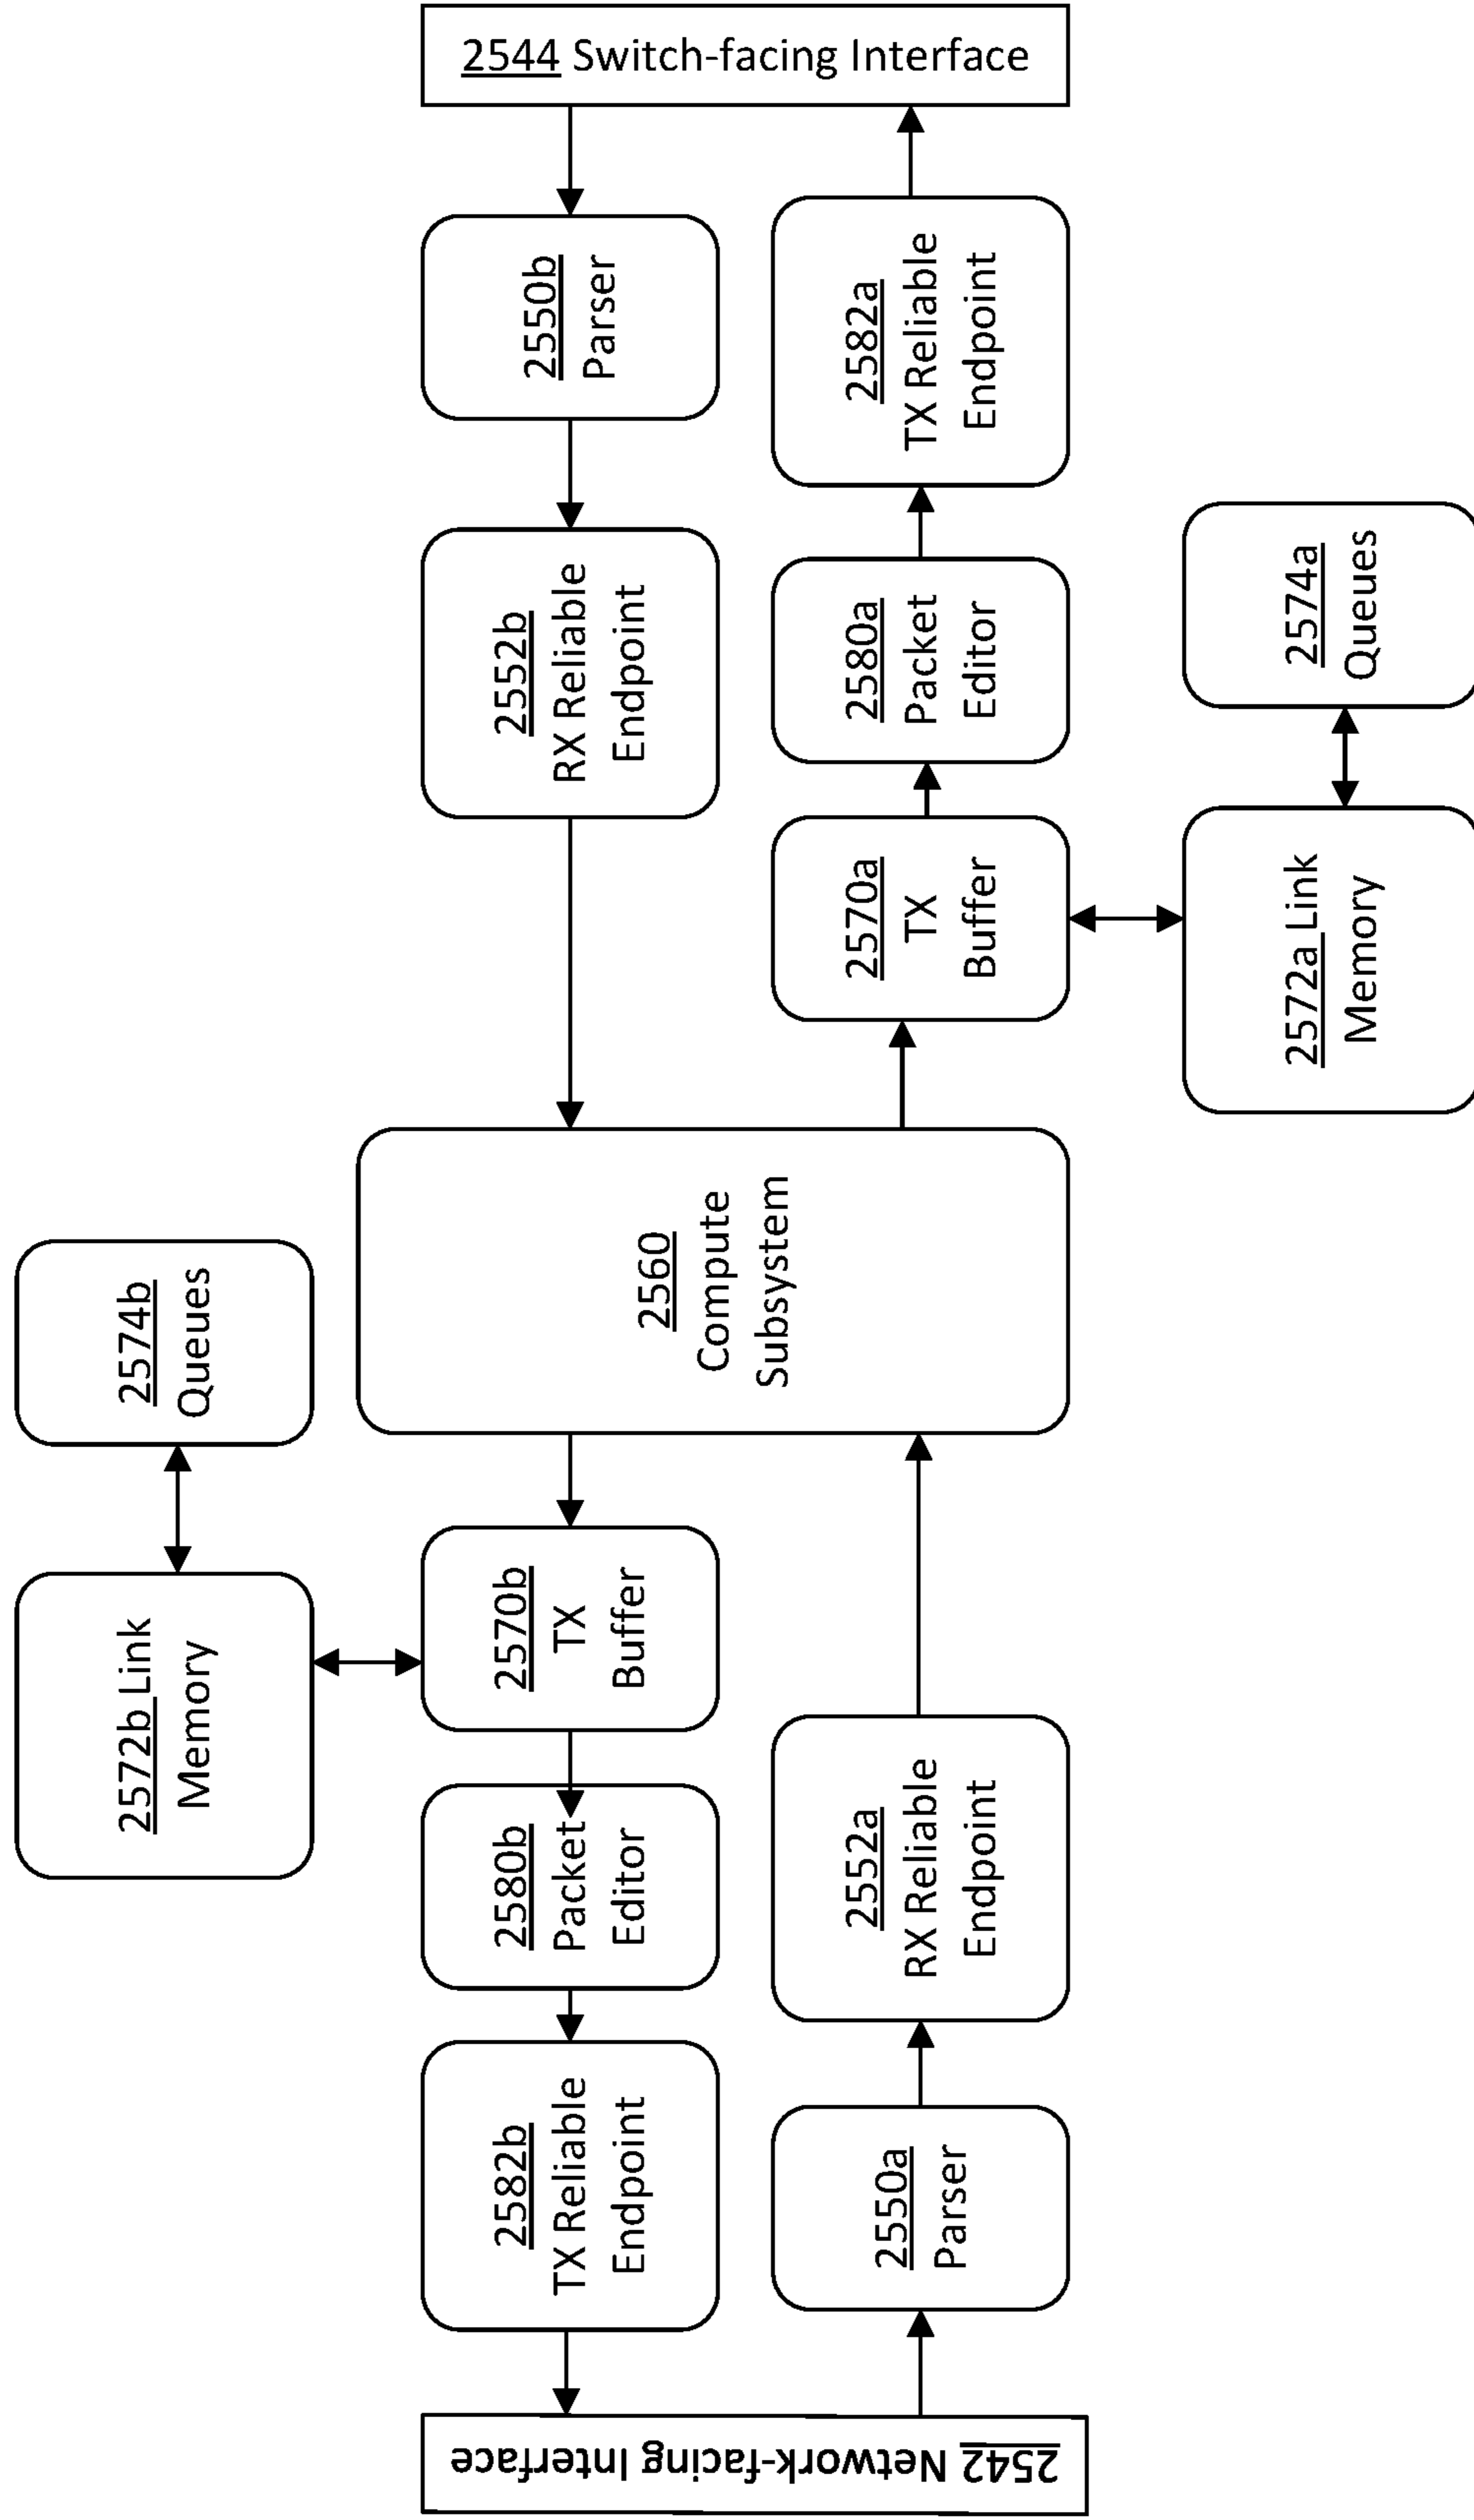 2544 Switch-facing Interface
2550b
Parser
2552b
RX Reliable
Endpoint
2582a
TX Reliable
Endpoint
2580a
Packet
Editor
2570a
TX
Buffer
2574a
Queues
2572a Link
Memory
2560
Compute
Subsystem
2574b
Queues
2572b Link
Memory
2570b
TX
Buffer
2580b
Packet
Editor
2582b
TX Reliable
Endpoint
2552a
RX Reliable
Endpoint
2550a
Parser
2542 Network-facing Interface